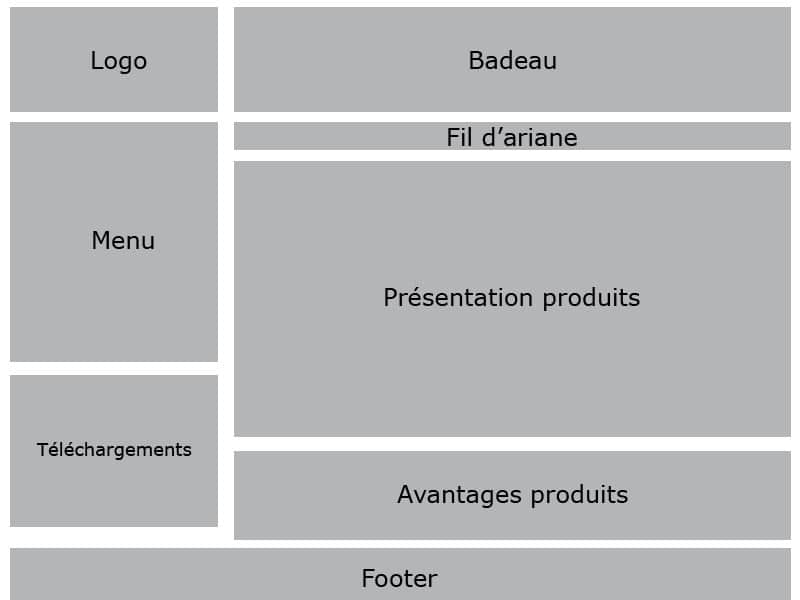 Logo
Badeau
Fil d’ariane
Menu
Présentation produits
Téléchargements
Avantages produits
Footer